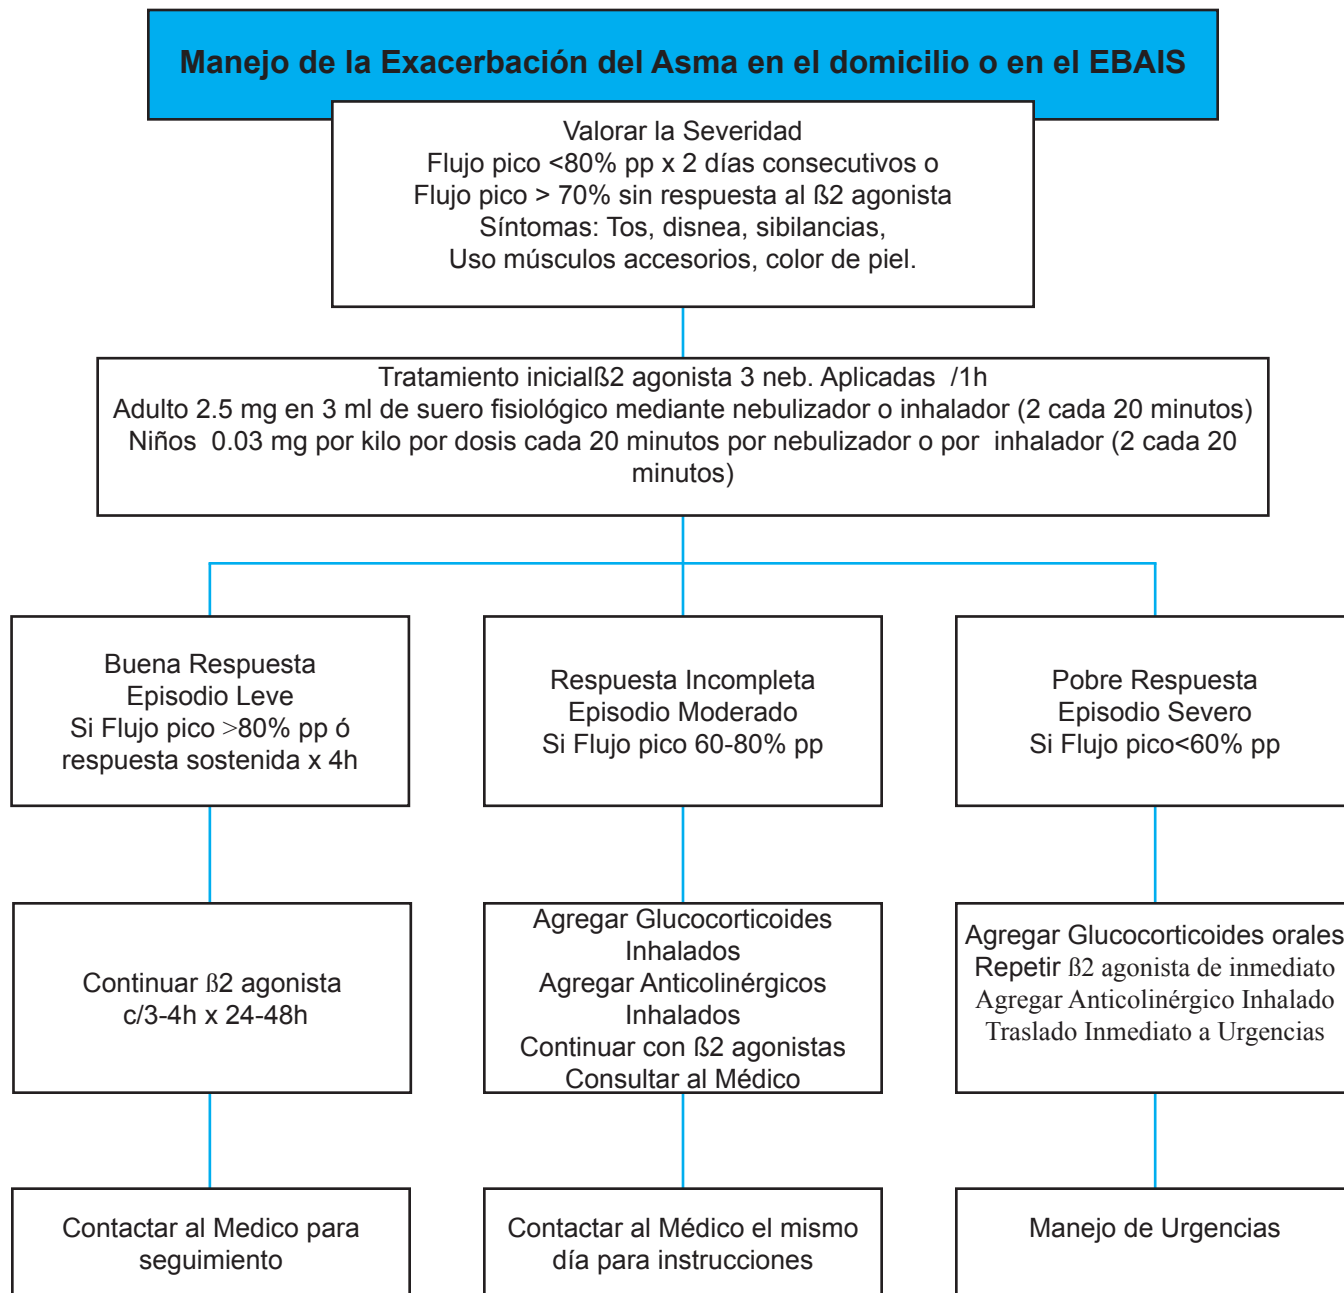 Manejo de la Exacerbación del Asma en el domicilio o en el EBAIS
Valorar la Severidad
Flujo pico <80% pp x 2 días consecutivos o
Flujo pico > 70% sin respuesta al ß2 agonista
Síntomas: Tos, disnea, sibilancias,
Uso músculos accesorios, color de piel.
Tratamiento inicialß2 agonista 3 neb. Aplicadas /1h
Adulto 2.5 mg en 3 ml de suero fisiológico mediante nebulizador o inhalador (2 cada 20 minutos)
Niños 0.03 mg por kilo por dosis cada 20 minutos por nebulizador o por inhalador (2 cada 20
minutos)
Buena Respuesta
Episodio Leve
Si Flujo pico >80% pp ó
respuesta sostenida x 4h
Respuesta Incompleta
Episodio Moderado
Si Flujo pico 60-80% pp
Pobre Respuesta
Episodio Severo
Si Flujo pico<60% pp
Continuar ß2 agonista
c/3-4h x 24-48h
Agregar Glucocorticoides
Inhalados
Agregar Anticolinérgicos
Inhalados
Continuar con ß2 agonistas
Consultar al Médico
Agregar Glucocorticoides orales
Repetir ß2 agonista de inmediato
Agregar Anticolinérgico Inhalado
Traslado Inmediato a Urgencias
Contactar al Medico para
seguimiento
Contactar al Médico el mismo
día para instrucciones
Manejo de Urgencias